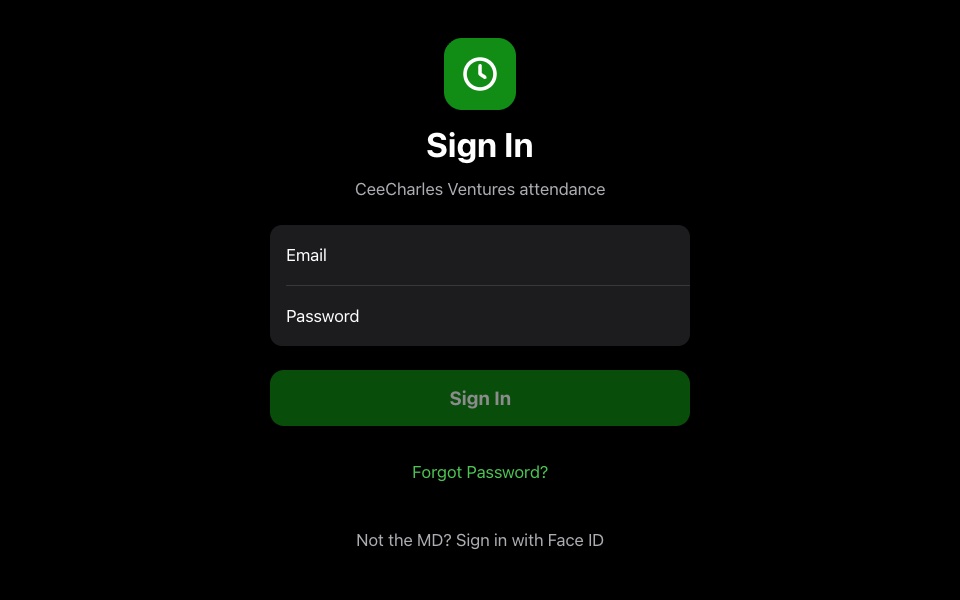 Sign In
CeeCharles Ventures attendance
Email
Password
Sign In
Forgot Password?
Not the MD? Sign in with Face ID